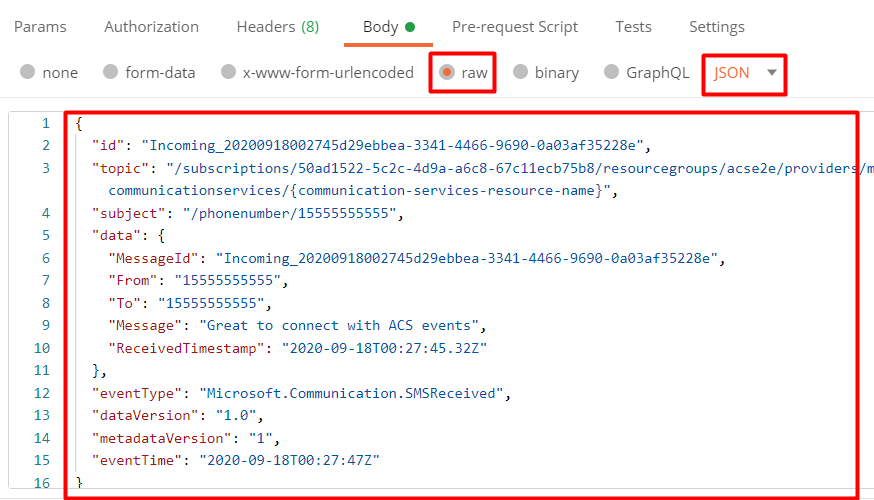 Params Authorization Headers (8) Body Pre-request Script Tests Settings
none form-data x-www-form-urlencoded raw binary GraphQL JSON
1 {
2 "id": "Incoming_20200918002745d29ebbea-3341-4466-9690-0a03af35228e",
3 "topic": "/subscriptions/50ad1522-5c2c-4d9a-a6c8-67c11ecb75b8/resourcegroups/acse2e/providers/m
communicationservices/{communication-services-resource-name}",
4 "subject": "/phonenumber/15555555555",
5 "data": {
6 "MessageId": "Incoming_20200918002745d29ebbea-3341-4466-9690-0a03af35228e",
7 "From": "15555555555",
8 "To": "15555555555",
9 "Message": "Great to connect with ACS events",
10 "ReceivedTimestamp": "2020-09-18T00:27:45.32Z"
11 },
12 "eventType": "Microsoft.Communication.SMSReceived",
13 "dataVersion": "1.0",
14 "metadataVersion": "1",
15 "eventTime": "2020-09-18T00:27:47Z"
16 }